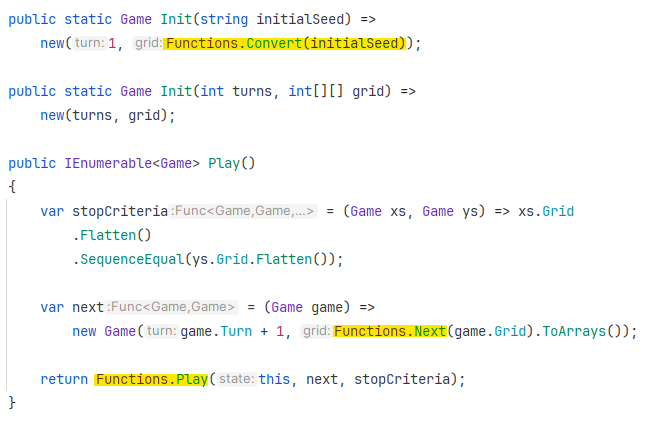 public static Game Init(string initialSeed) =>
    new( turn: 1, grid: Functions.Convert(initialSeed));

public static Game Init(int turns, int[][] grid) =>
    new(turns, grid);

public IEnumerable<Game> Play()
{
    var stopCriteria :Func<Game,Game,...> = (Game xs, Game ys) => xs.Grid
        .Flatten()
        .SequenceEqual(ys.Grid.Flatten());

    var next :Func<Game,Game> = (Game game) =>
        new Game( turn: game.Turn + 1, grid: Functions.Next(game.Grid).ToArrays());

    return Functions.Play( state: this, next, stopCriteria);
}